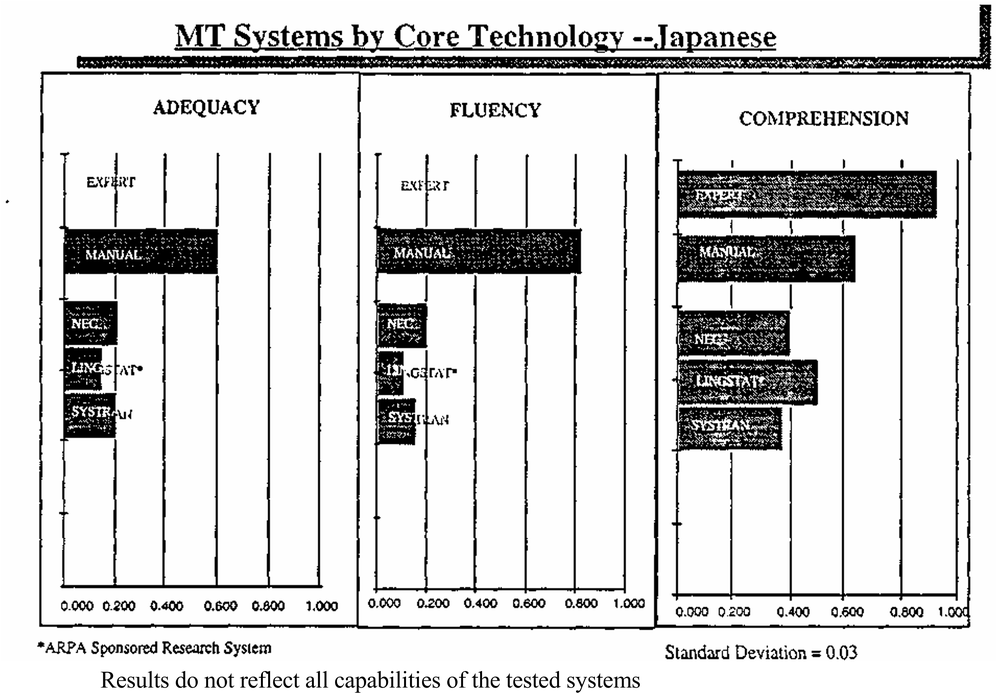 MT Systems by Core Technology --Japanese
ADEQUACY
EXPERT
MANUAL
NEC
LINGSTAT*
SYSTRAN
0.000 0.200 0.400 0.600 0.800 1.000
FLUENCY
EXPERT
MANUAL
NEC
LINGSTAT*
SYSTRAN
0.000 0.200 0.400 0.600 0.800 1.000
COMPREHENSION
EXPERT
MANUAL
NEC
LINGSTAT*
SYSTRAN
0.000 0.200 0.400 0.600 0.800 1.000
*ARPA Sponsored Research System
Standard Deviation = 0.03
Results do not reflect all capabilities of the tested systems